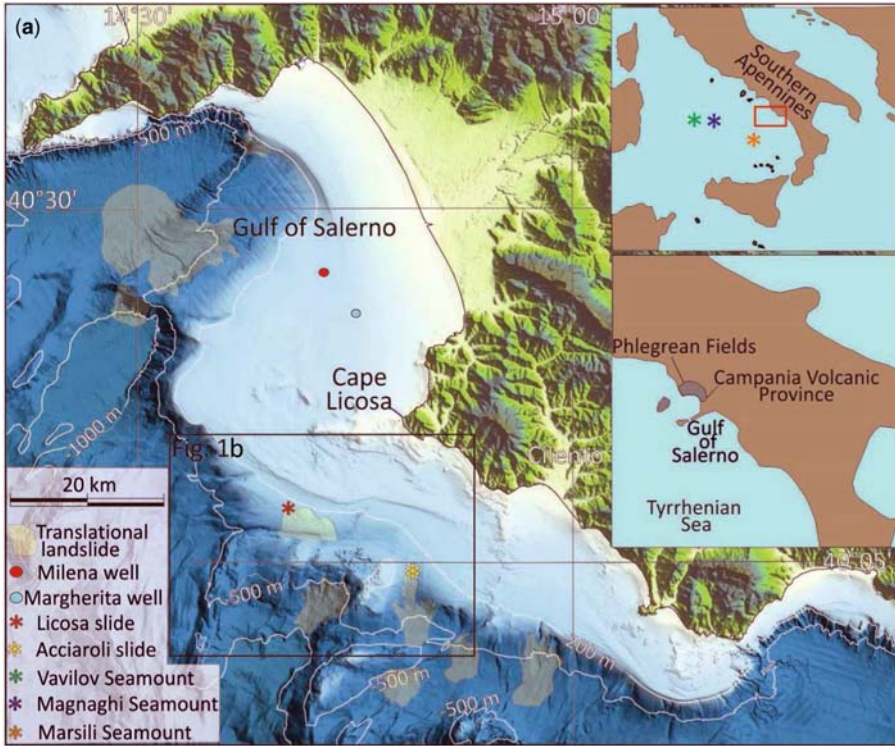 (a)
14°30'
15°00'
-500 m
40°30'
Gulf of Salerno
Cape
Licosa
-1000 m
Fig. 1b
Cilento
20 km
Translational
landslide
Milena well
Margherita well
Licosa slide
Acciaroli slide
Vavilov Seamount
Magnaghi Seamount
Marsili Seamount
-500 m
-500 m
-500 m
-200 m
40°05'
Southern
Apennines
Phlegrean Fields
Campania Volcanic
Province
Gulf
of
Salerno
Tyrrhenian
Sea